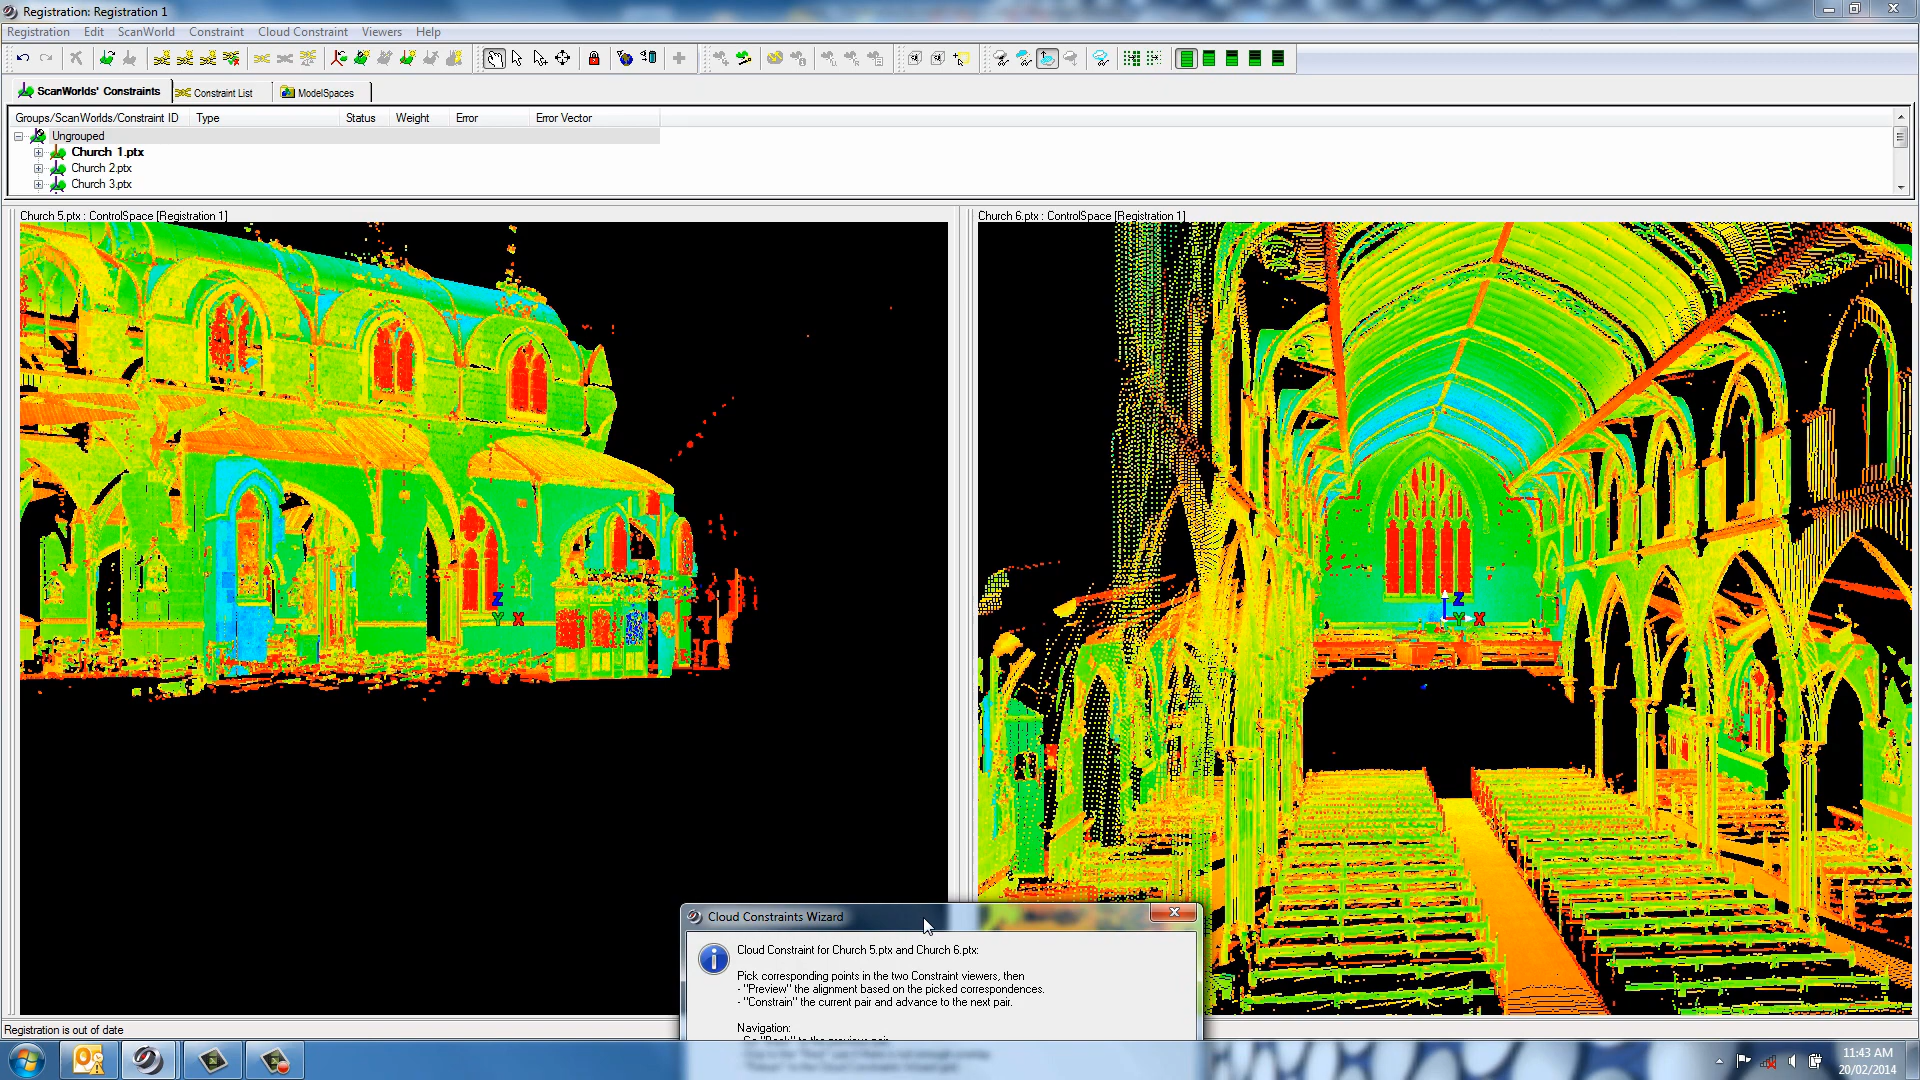 Registration: Registration 1
Registration Edit ScanWorld Constraint Cloud Constraint Viewers Help
ScanWorlds' Constraints Constraint List ModelSpaces
Groups/ScanWorlds/Constraint ID Type Status Weight Error Error Vector
Ungrouped
Church 1.ptx
Church 2.ptx
Church 3.ptx
Church 5.ptx : ControlSpace [Registration 1] Church 6.ptx : ControlSpace [Registration 1]
Z Z
Y X Y X
Cloud Constraints Wizard
Cloud Constraint for Church 5.ptx and Church 6.ptx:
Pick corresponding points in the two Constraint viewers, then
- "Preview" the alignment based on the picked correspondences.
- "Constrain" the current pair and advance to the next pair.
Navigation:
Registration is out of date
11:43 AM
20/02/2014